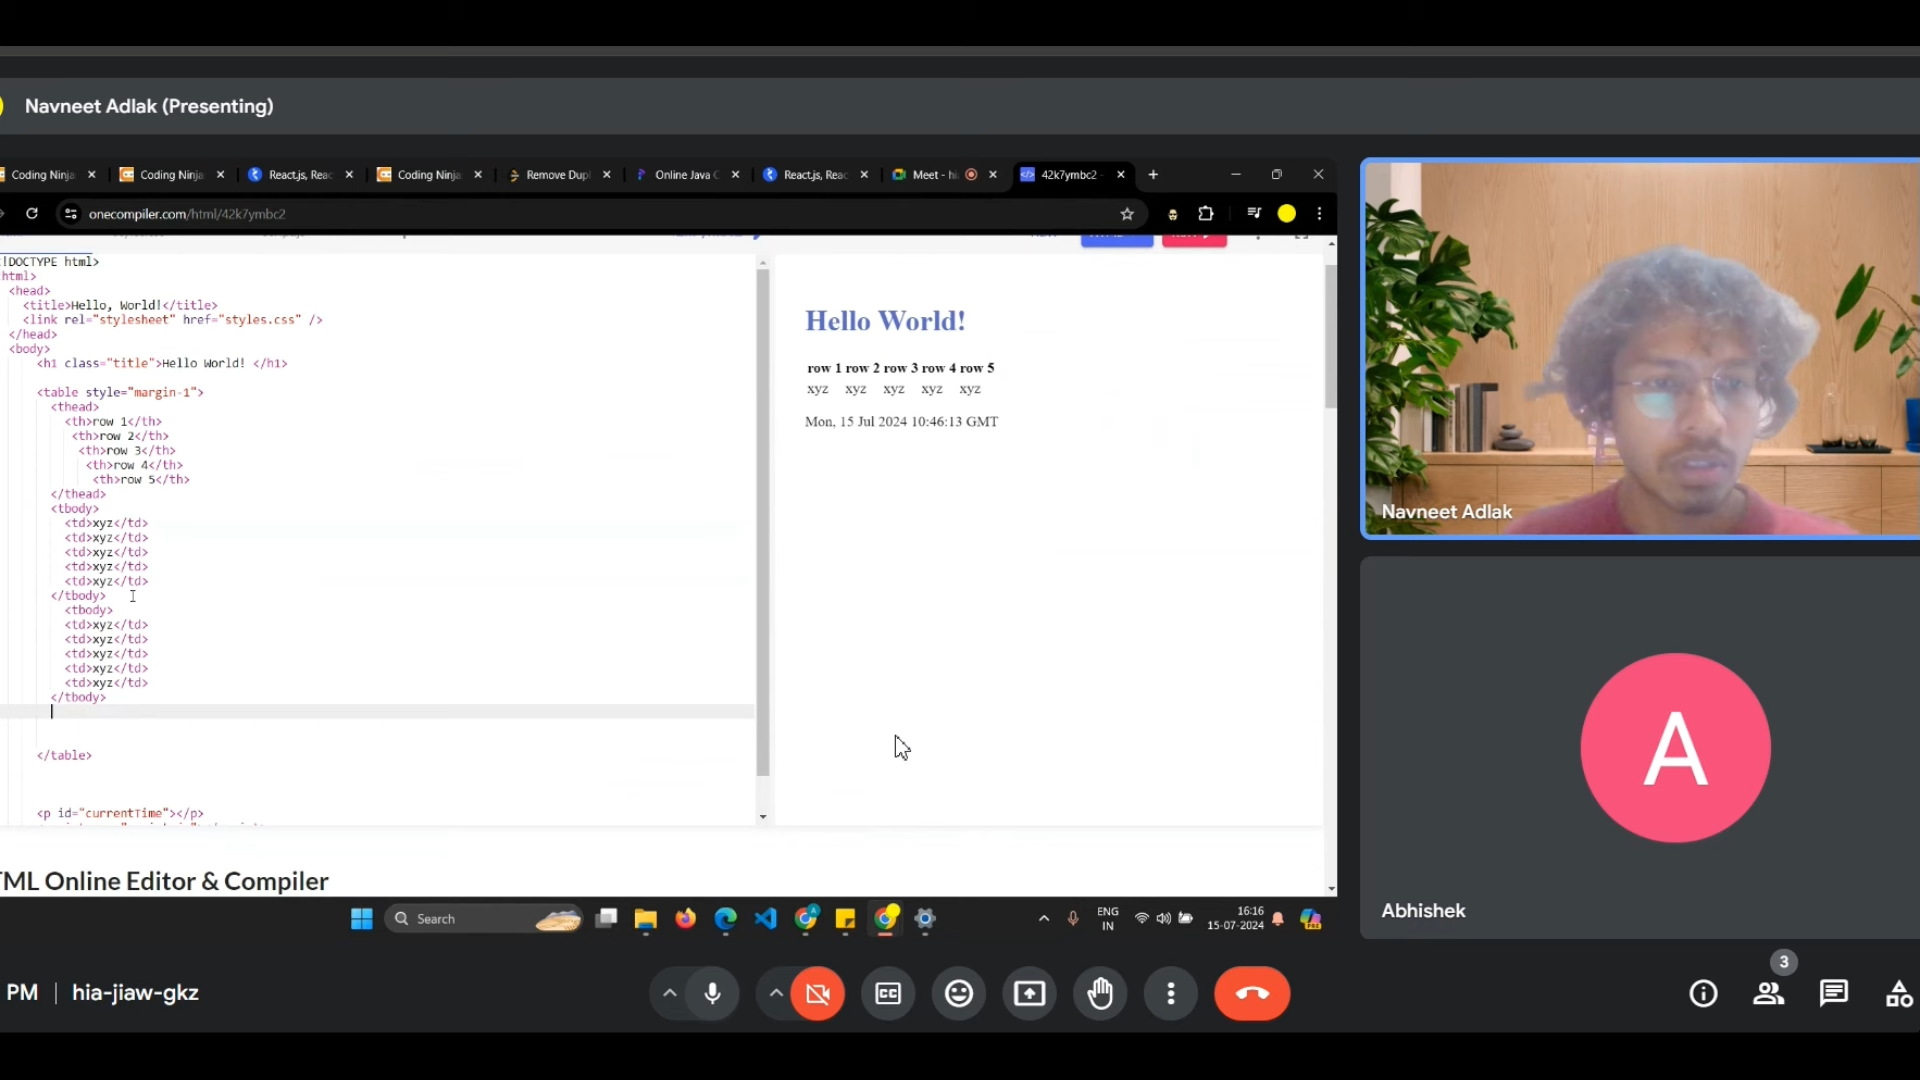 Navneet Adlak (Presenting)
Coding Ninja
Coding Ninja
React.js, Reac
Coding Ninja
Remove Dupl
Online Java C
React.js, Reac
Meet - hi
42k7ymbc2 -
onecompiler.com/html/42k7ymbc2
!DOCTYPE html>
html>
<head>
<title>Hello, World!</title>
<link rel="stylesheet" href="styles.css" />
</head>
<body>
<h1 class="title">Hello World! </h1>
<table style="margin-1">
<thead>
<th>row 1</th>
<th>row 2</th>
<th>row 3</th>
<th>row 4</th>
<th>row 5</th>
</thead>
<tbody>
<td>xyz</td>
<td>xyz</td>
<td>xyz</td>
<td>xyz</td>
<td>xyz</td>
</tbody>
<tbody>
<td>xyz</td>
<td>xyz</td>
<td>xyz</td>
<td>xyz</td>
<td>xyz</td>
</tbody>
</table>
<p id="currentTime"></p>
Hello World!
row 1 row 2 row 3 row 4 row 5
xyz xyz xyz xyz xyz
Mon, 15 Jul 2024 10:46:13 GMT
TML Online Editor & Compiler
Search
ENG
IN
16:16
15-07-2024
PRE
Navneet Adlak
A
Abhishek
PM | hia-jiaw-gkz
CC
3